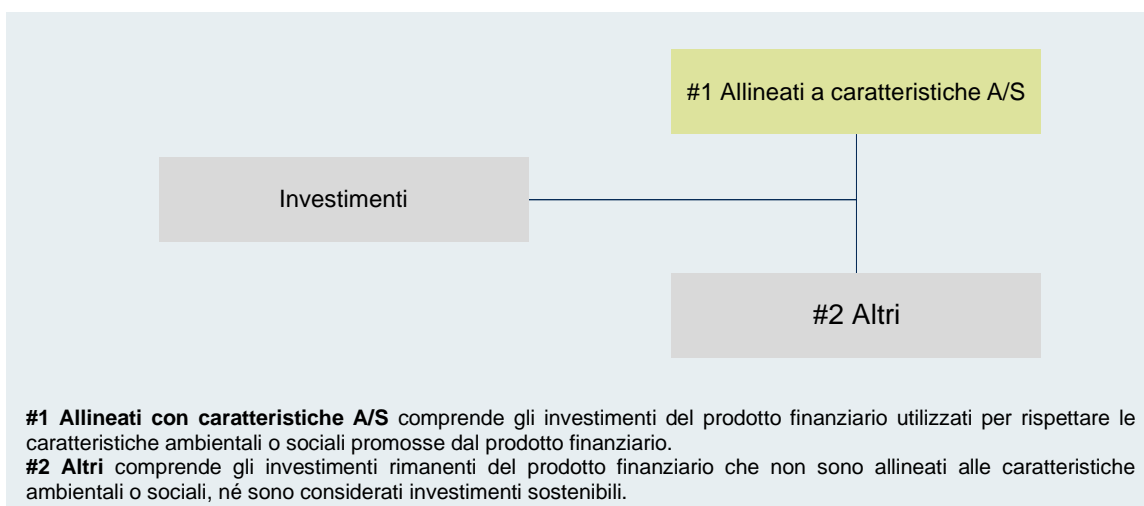 #1 Allineati a caratteristiche A/S
Investimenti
#2 Altri
#1 Allineati con caratteristiche A/S comprende gli investimenti del prodotto finanziario utilizzati per rispettare le
caratteristiche ambientali o sociali promosse dal prodotto finanziario.
#2 Altri comprende gli investimenti rimanenti del prodotto finanziario che non sono allineati alle caratteristiche
ambientali o sociali, né sono considerati investimenti sostenibili.